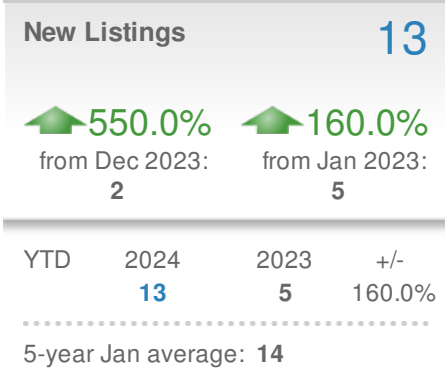 New Listings 13
550.0% 160.0%
from Dec 2023: from Jan 2023:
2 5
YTD 2024 2023 +/-
13 5 160.0%
5-year Jan average: 14